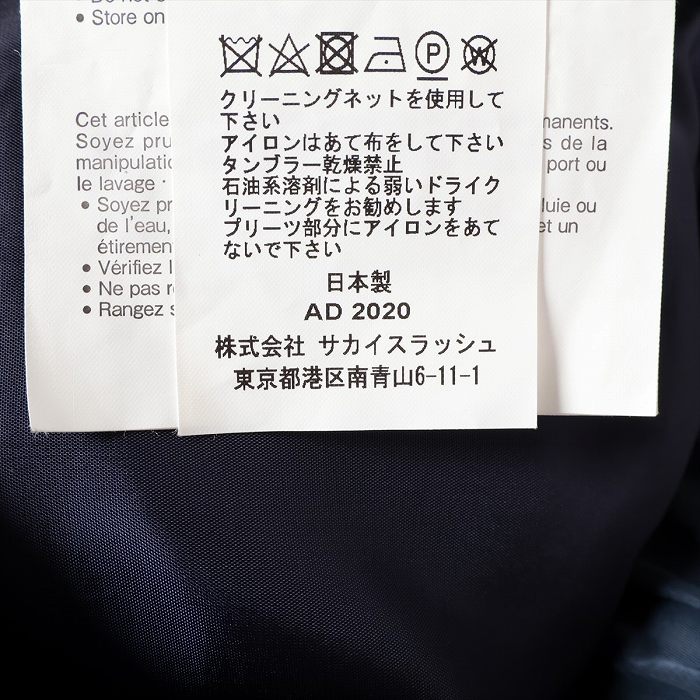 • Store on
クリーニングネットを使用して
下さい
アイロンはあて布をして下さい
タンブラー乾燥禁止
石油系溶剤による弱いドライク
リーニングをお勧めします
プリーツ部分にアイロンをあて
ないで下さい
日本製
AD 2020
株式会社 サカイスラッシュ
東京都港区南青山6-11-1
P
W
Cet article
Soyez
manipulatio
le lavage
• Soyez
de l'eau,
étirement
• Vérifiez
• Ne pas
• Rangez
manents.
s de la
port ou
luie ou
et un